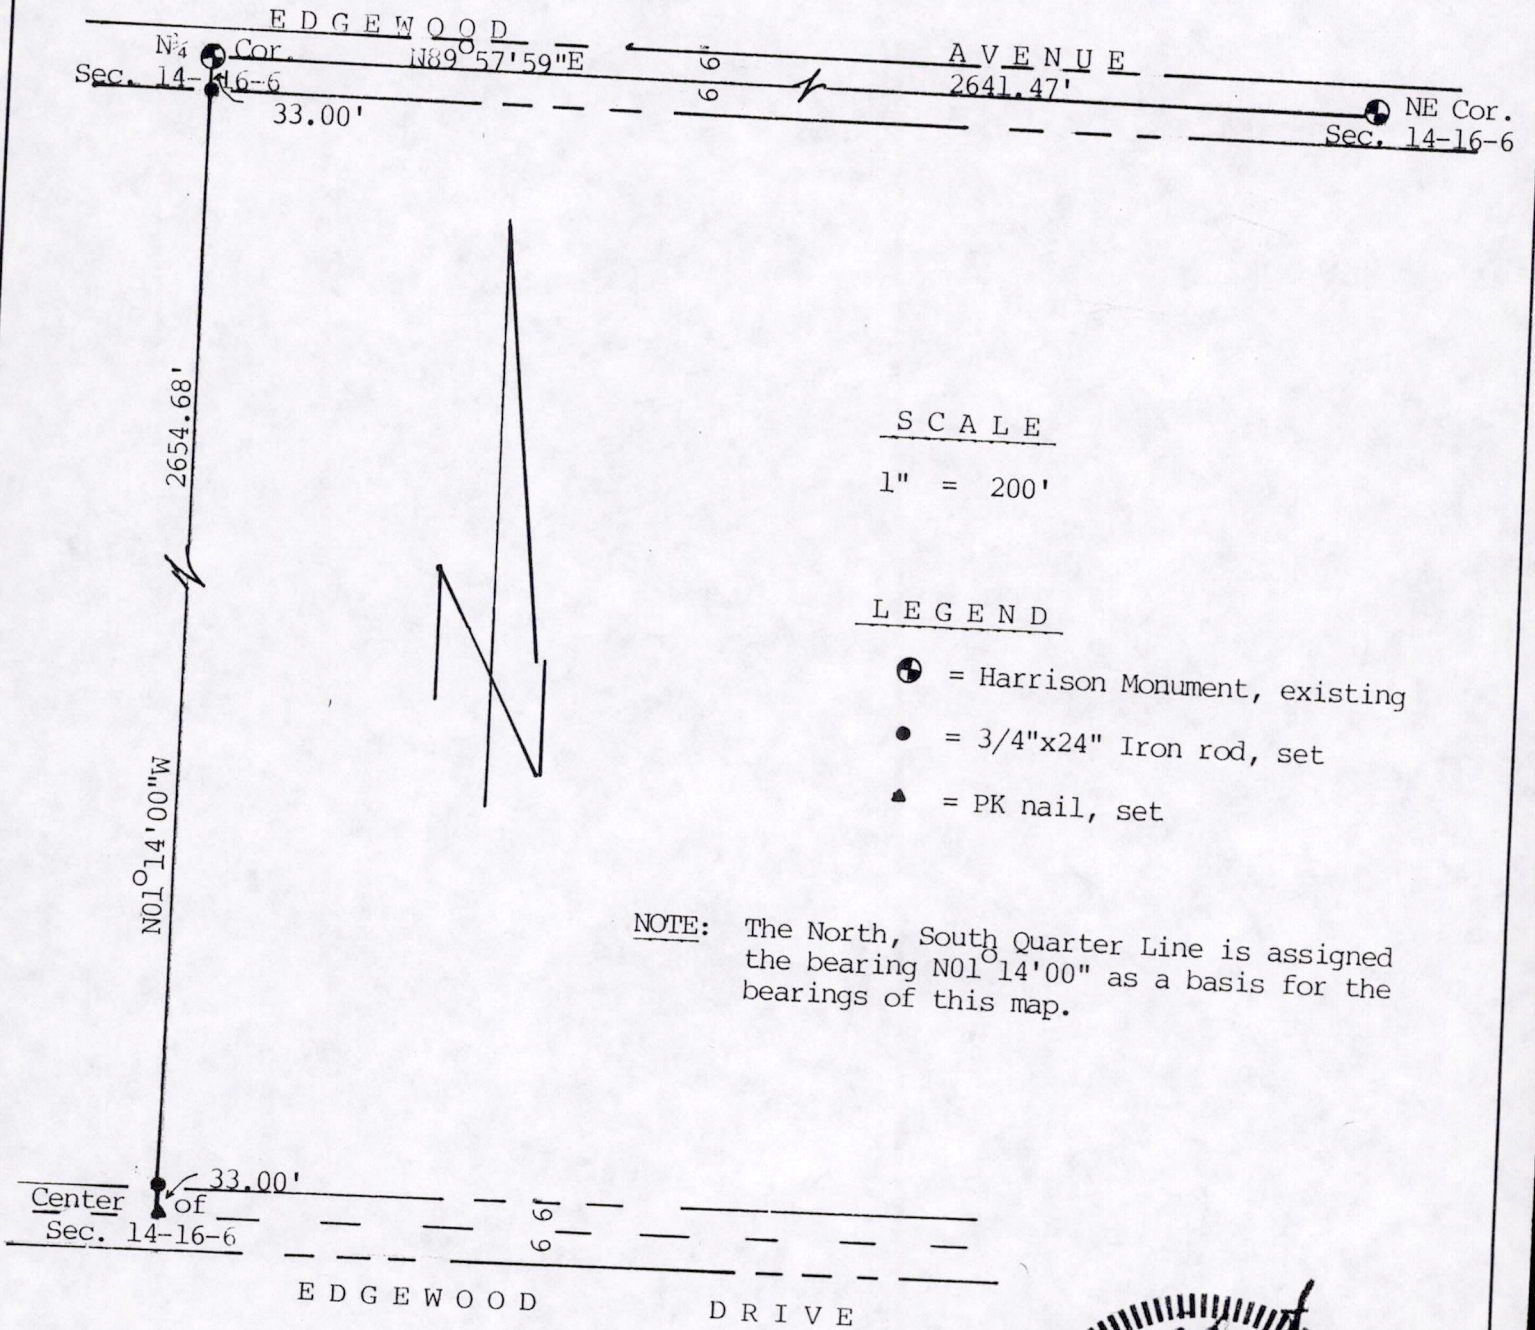 EDGEWOOD AVENUE
N¼ Cor. N89°57'59"E 2641.47' NE Cor.
Sec. 14-16-6 Sec. 14-16-6
33.00'
66
2654.68'
SCALE
1" = 200'
LEGEND
= Harrison Monument, existing
= 3/4"x24" Iron rod, set
= PK nail, set
N01°14'00"W
NOTE: The North, South Quarter Line is assigned
the bearing N01°14'00" as a basis for the
bearings of this map.
33.00'
Center of
Sec. 14-16-6
66
EDGEWOOD DRIVE